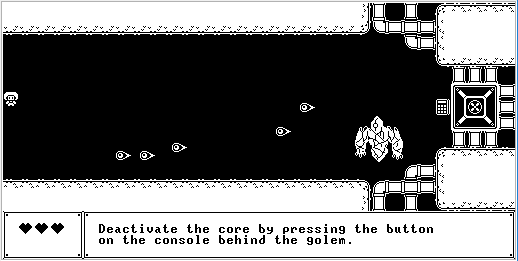 Deactivate the core by pressing the button
on the console behind the golem.